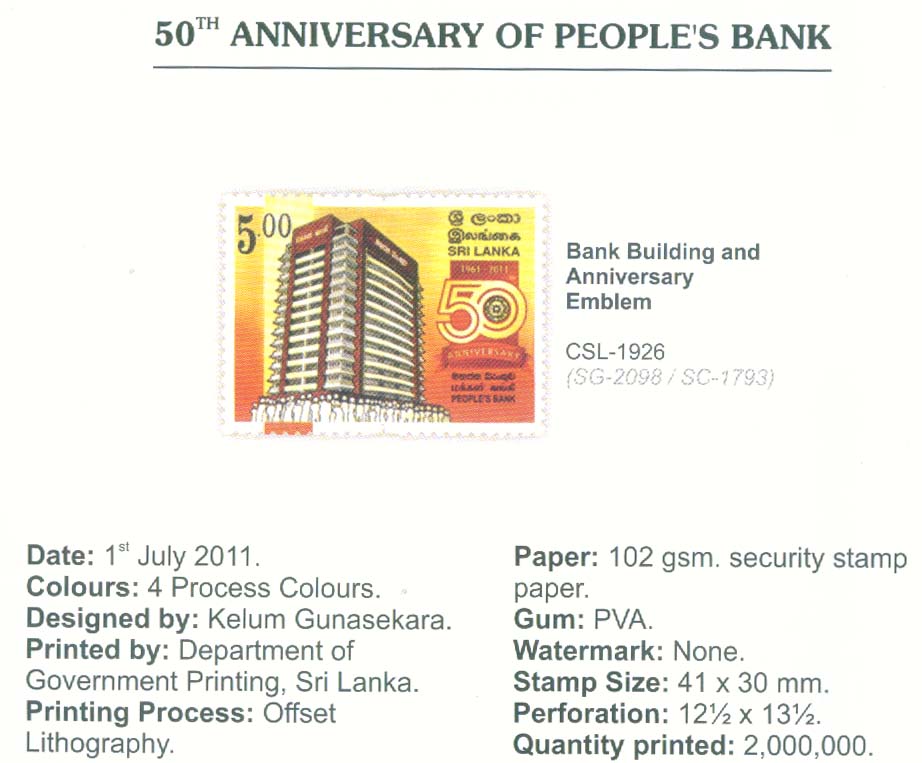 50TH ANNIVERSARY OF PEOPLE'S BANK
5.00
ශ්‍රී ලංකා
இலங்கை
SRI LANKA
1961 - 2011
50
ANNIVERSARY
මහජන බැංකුව
மக்கள் வங்கி
PEOPLE'S BANK
Bank Building and
Anniversary
Emblem
CSL-1926
(SG-2098 / SC-1793)
Date: 1st July 2011.
Colours: 4 Process Colours.
Designed by: Kelum Gunasekara.
Printed by: Department of
Government Printing, Sri Lanka.
Printing Process: Offset
Lithography.
Paper: 102 gsm. security stamp
paper.
Gum: PVA.
Watermark: None.
Stamp Size: 41 x 30 mm.
Perforation: 12½ x 13½.
Quantity printed: 2,000,000.